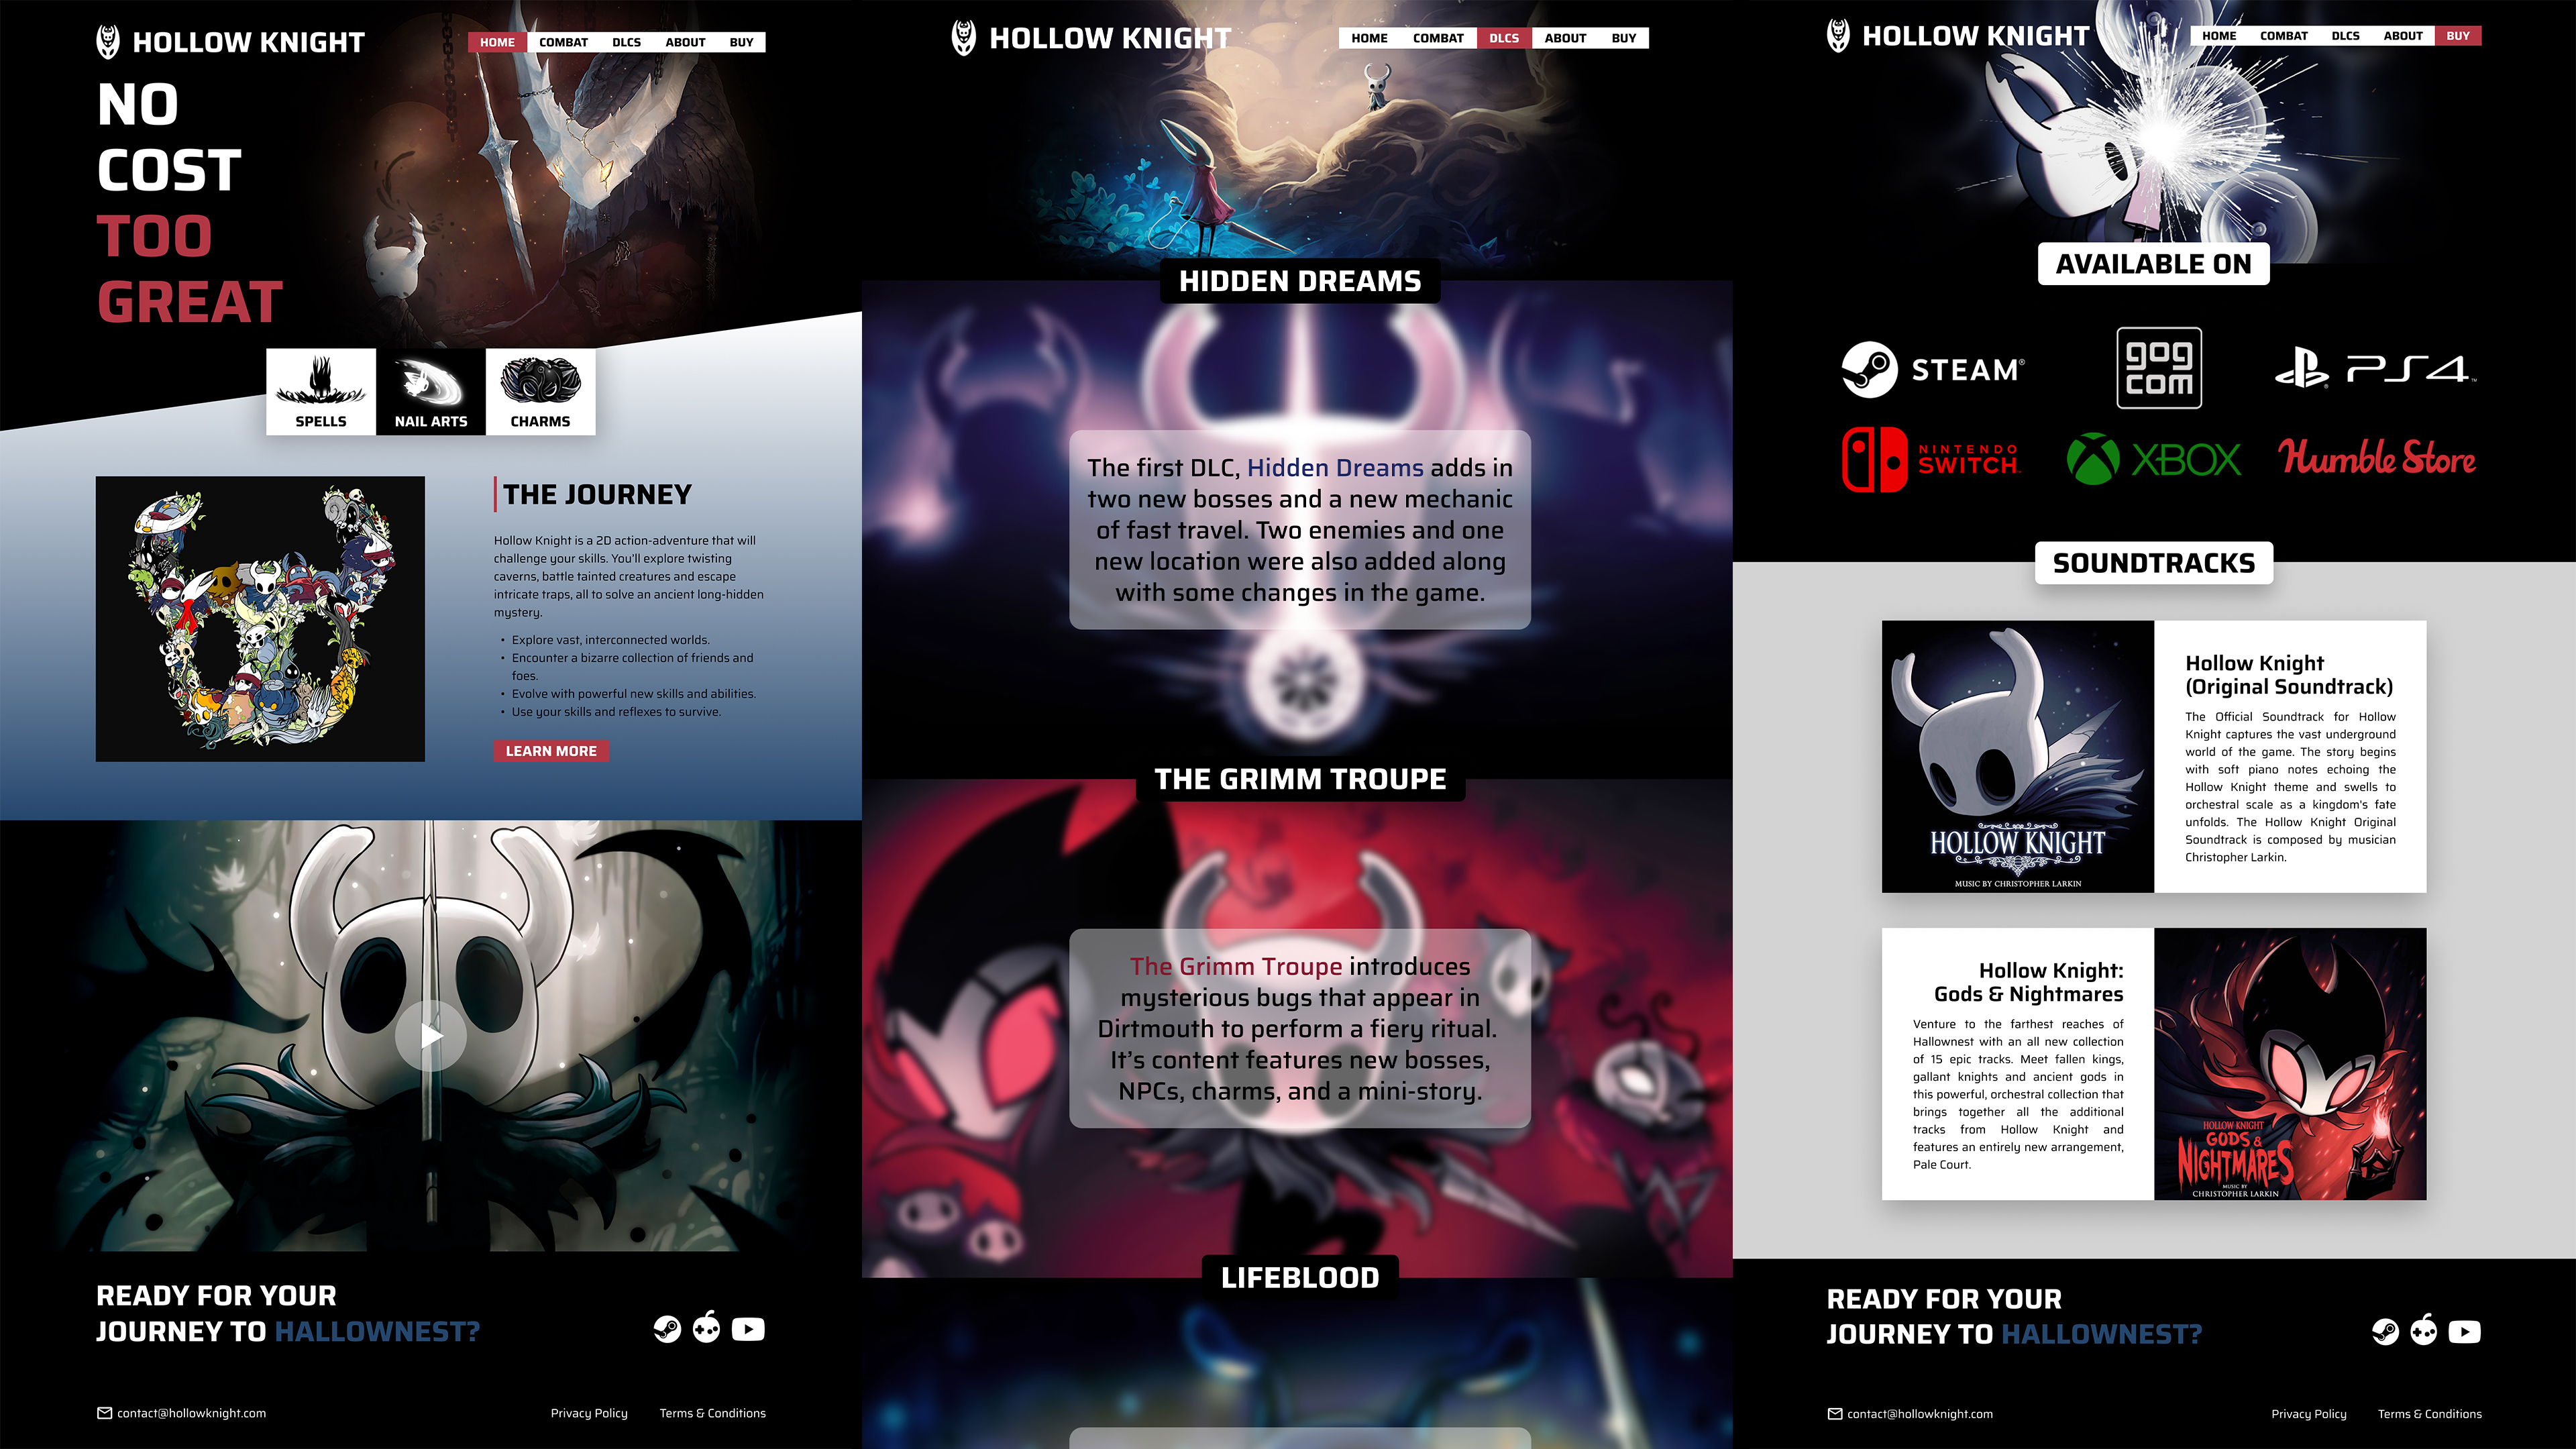 HOLLOW KNIGHT
HOME COMBAT DLCS ABOUT BUY
NO
COST
TOO
GREAT
SPELLS NAIL ARTS CHARMS
THE JOURNEY
Hollow Knight is a 2D action-adventure that will
challenge your skills. You'll explore twisting
caverns, battle tainted creatures and escape
intricate traps, all to solve an ancient long-hidden
mystery.
• Explore vast, interconnected worlds.
• Encounter a bizarre collection of friends and
foes.
• Evolve with powerful new skills and abilities.
• Use your skills and reflexes to survive.
LEARN MORE
READY FOR YOUR
JOURNEY TO HALLOWNEST?
contact@hollowknight.com
Privacy Policy Terms & Conditions
HOLLOW KNIGHT
HOME COMBAT DLCS ABOUT BUY
HIDDEN DREAMS
The first DLC, Hidden Dreams adds in
two new bosses and a new mechanic
of fast travel. Two enemies and one
new location were also added along
with some changes in the game.
THE GRIMM TROUPE
The Grimm Troupe introduces
mysterious bugs that appear in
Dirtmouth to perform a fiery ritual.
It's content features new bosses,
NPCs, charms, and a mini-story.
LIFEBLOOD
HOLLOW KNIGHT
HOME COMBAT DLCS ABOUT BUY
AVAILABLE ON
STEAM®
gog
com
PS4™
NINTENDO
SWITCH™
XBOX
Humble Store
SOUNDTRACKS
HOLLOW KNIGHT
MUSIC BY CHRISTOPHER LARKIN
Hollow Knight
(Original Soundtrack)
The Official Soundtrack for Hollow
Knight captures the vast underground
world of the game. The story begins
with soft piano notes echoing the
Hollow Knight theme and swells to
orchestral scale as a kingdom's fate
unfolds. The Hollow Knight Original
Soundtrack is composed by musician
Christopher Larkin.
Hollow Knight:
Gods & Nightmares
Venture to the farthest reaches of
Hallownest with an all new collection
of 15 epic tracks. Meet fallen kings,
gallant knights and ancient gods in
this powerful, orchestral collection that
brings together all the additional
tracks from Hollow Knight and
features an entirely new arrangement,
Pale Court.
HOLLOW KNIGHT
GODS &
NIGHTMARES
MUSIC BY
CHRISTOPHER LARKIN
READY FOR YOUR
JOURNEY TO HALLOWNEST?
contact@hollowknight.com
Privacy Policy Terms & Conditions